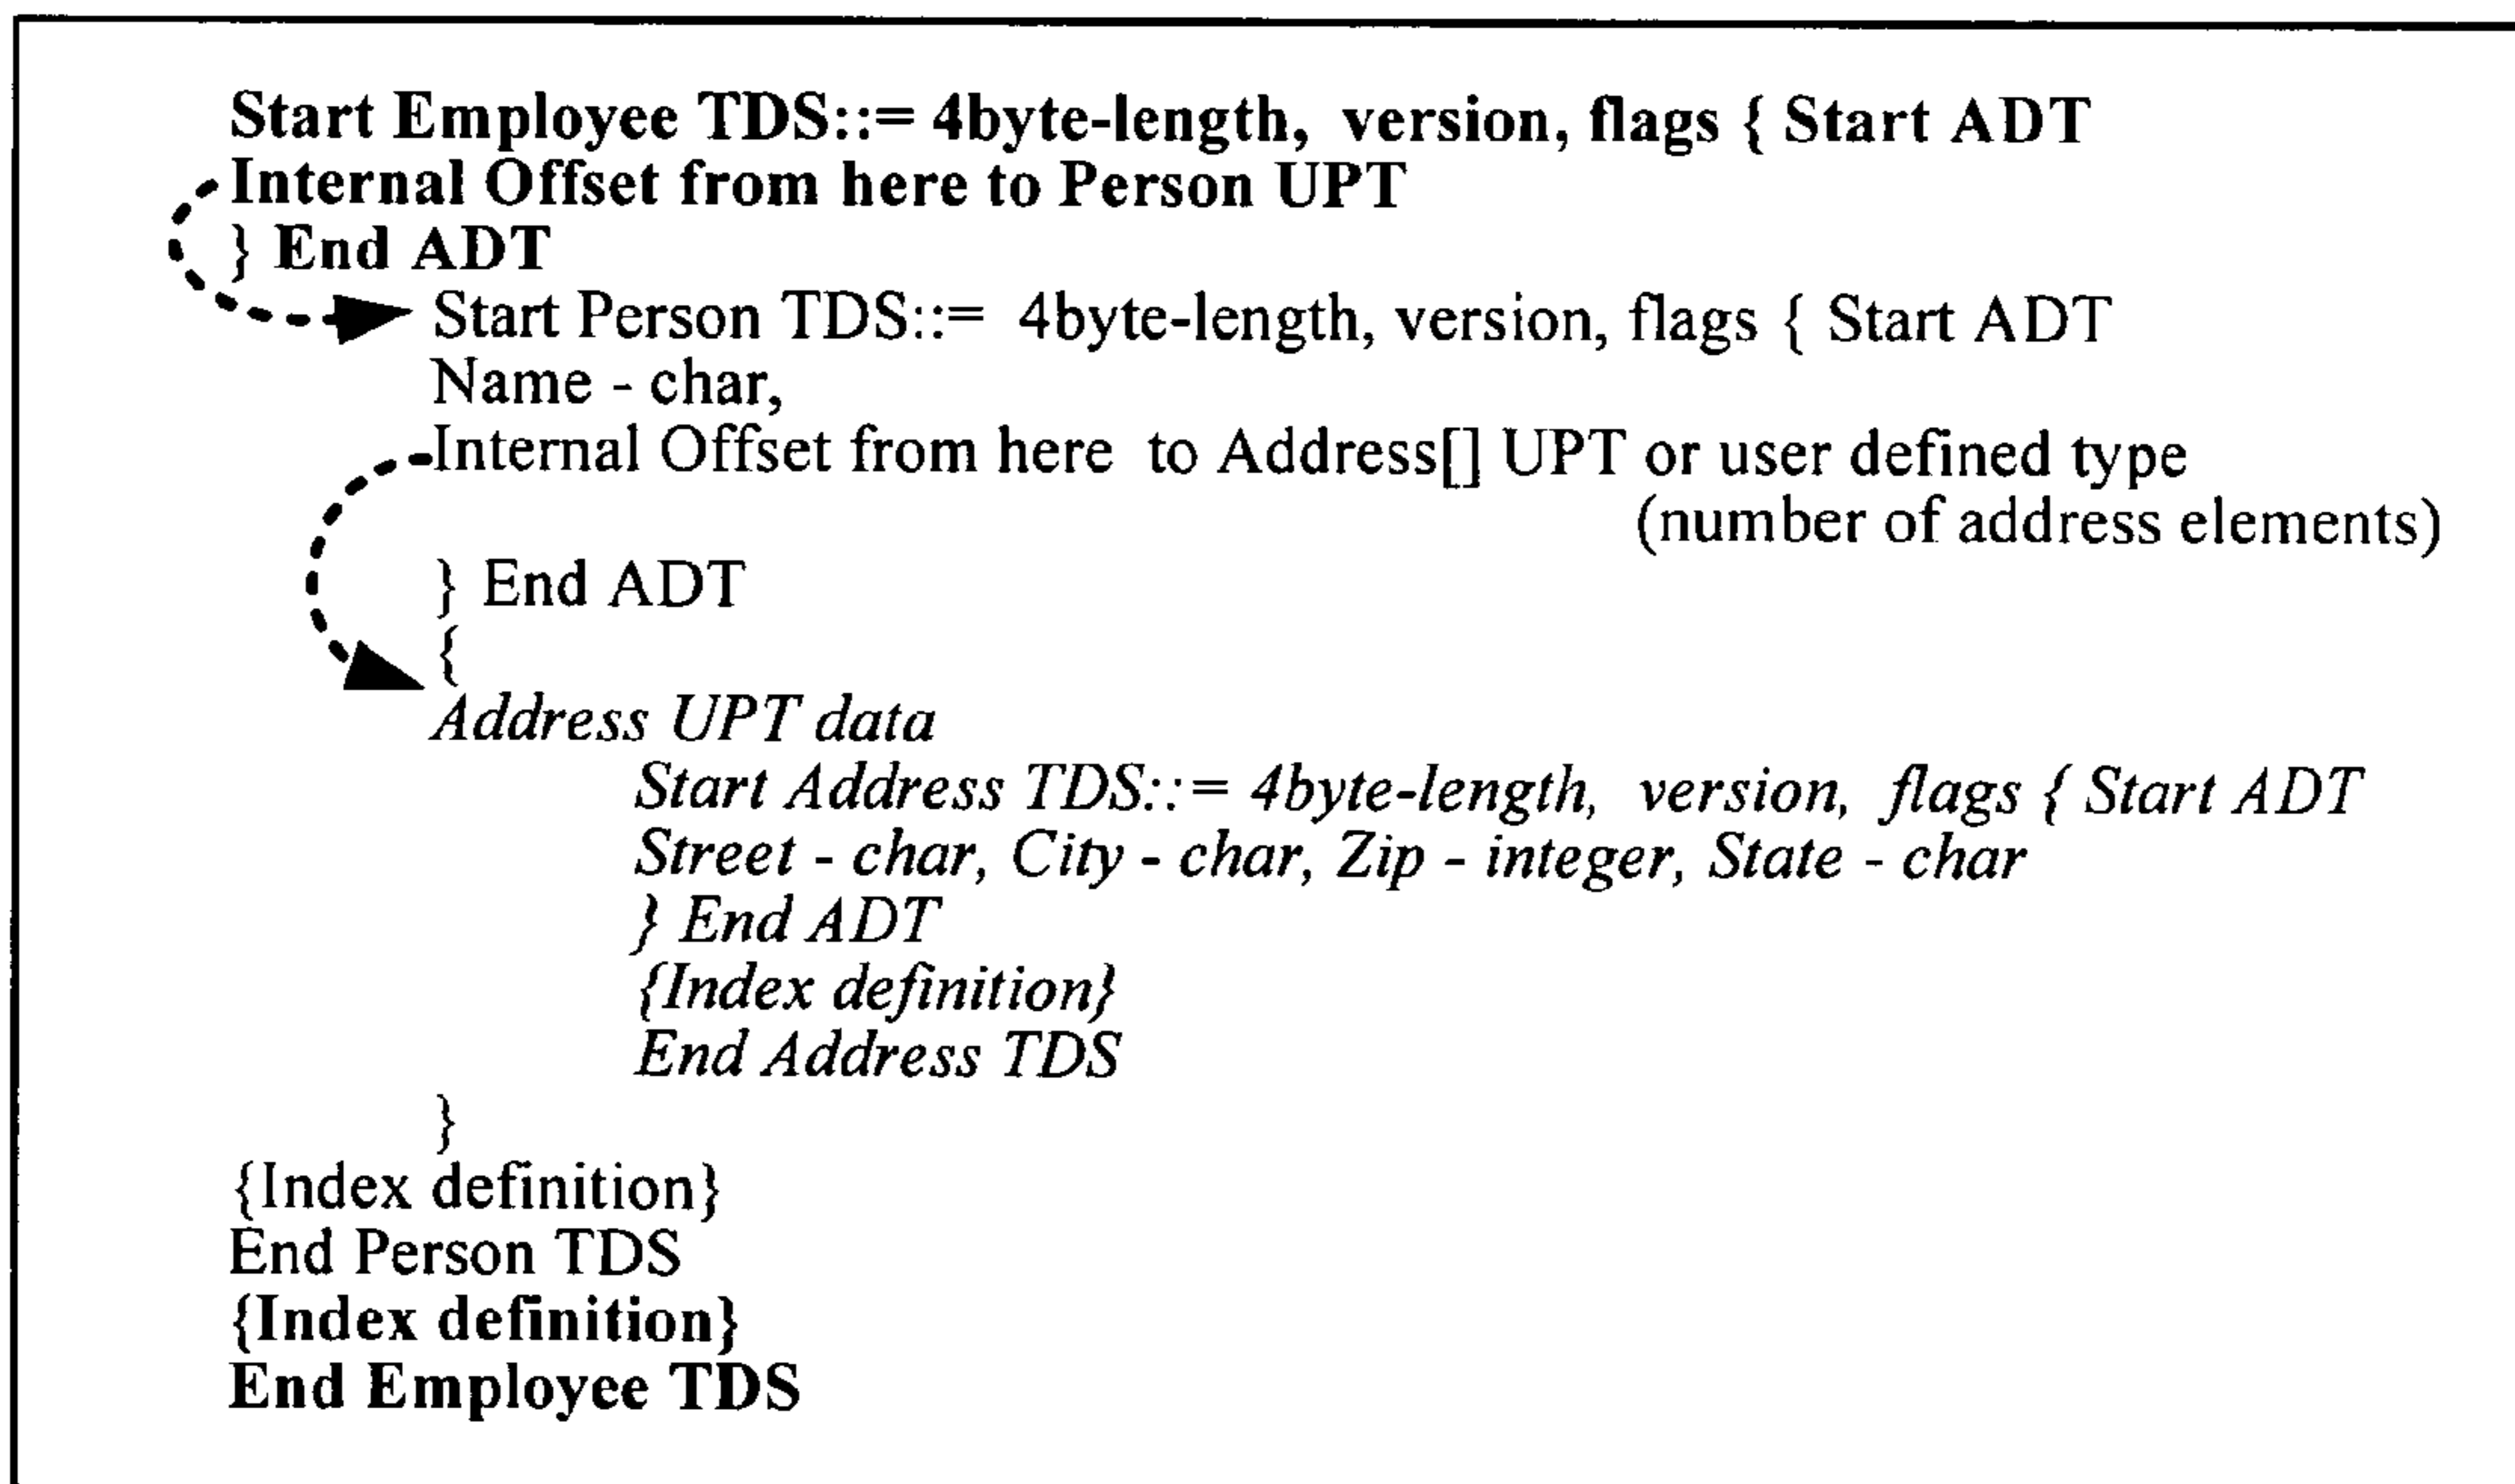 Start Employee TDS::= 4byte-length, version, flags { Start ADT
Internal Offset from here to Person UPT
} End ADT
Start Person TDS::= 4byte-length, version, flags { Start ADT
Name - char,
Internal Offset from here to Address[] UPT or user defined type
(number of address elements)
} End ADT
{
Address UPT data
Start Address TDS::= 4byte-length, version, flags { Start ADT
Street - char, City - char, Zip - integer, State - char
} End ADT
{Index definition}
End Address TDS
}
{Index definition}
End Person TDS
{Index definition}
End Employee TDS